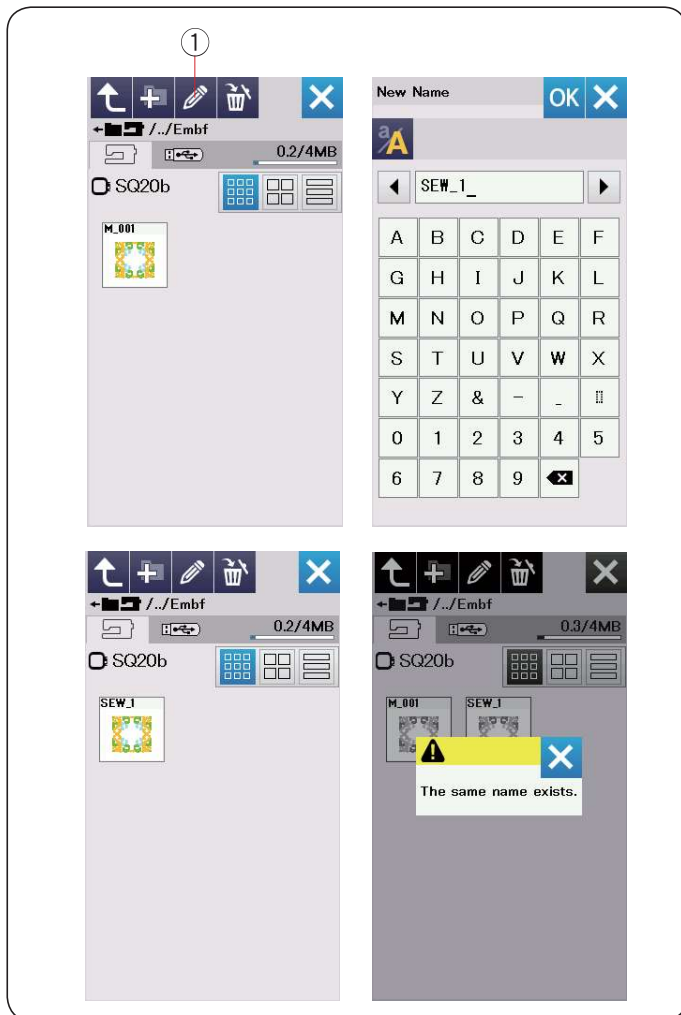 ①
/../Embf
0.2/4MB
SQ20b
M_001
New Name
OK
a/A
SEW_1_
A B C D E F
G H I J K L
M N O P Q R
S T U V W X
Y Z & – _
0 1 2 3 4 5
6 7 8 9
/../Embf
0.2/4MB
SQ20b
SEW_1
/../Embf
0.3/4MB
SQ20b
M_001 SEW_1
The same name exists.